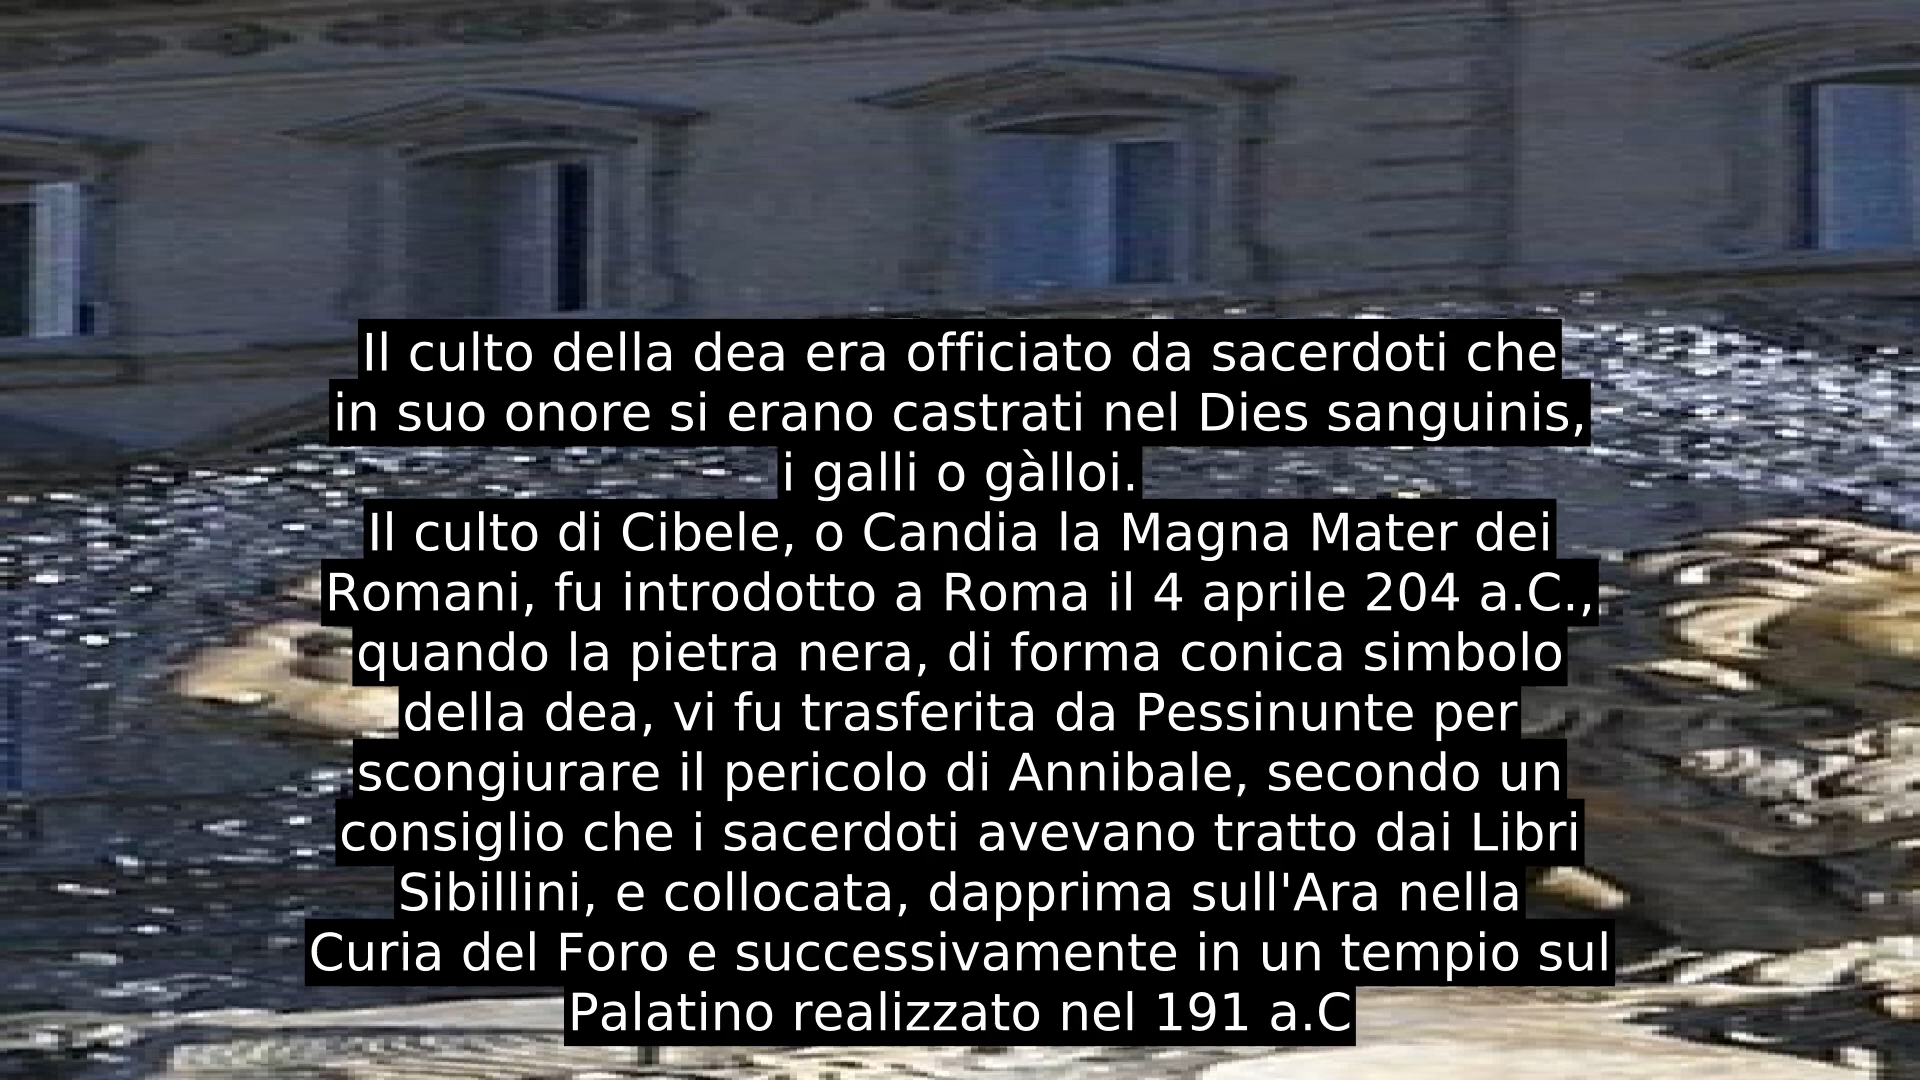 Il culto della dea era officiato da sacerdoti che
in suo onore si erano castrati nel Dies sanguinis,
i galli o gàlloi.
Il culto di Cibele, o Candia la Magna Mater dei
Romani, fu introdotto a Roma il 4 aprile 204 a.C.,
quando la pietra nera, di forma conica simbolo
della dea, vi fu trasferita da Pessinunte per
scongiurare il pericolo di Annibale, secondo un
consiglio che i sacerdoti avevano tratto dai Libri
Sibillini, e collocata, dapprima sull'Ara nella
Curia del Foro e successivamente in un tempio sul
Palatino realizzato nel 191 a.C